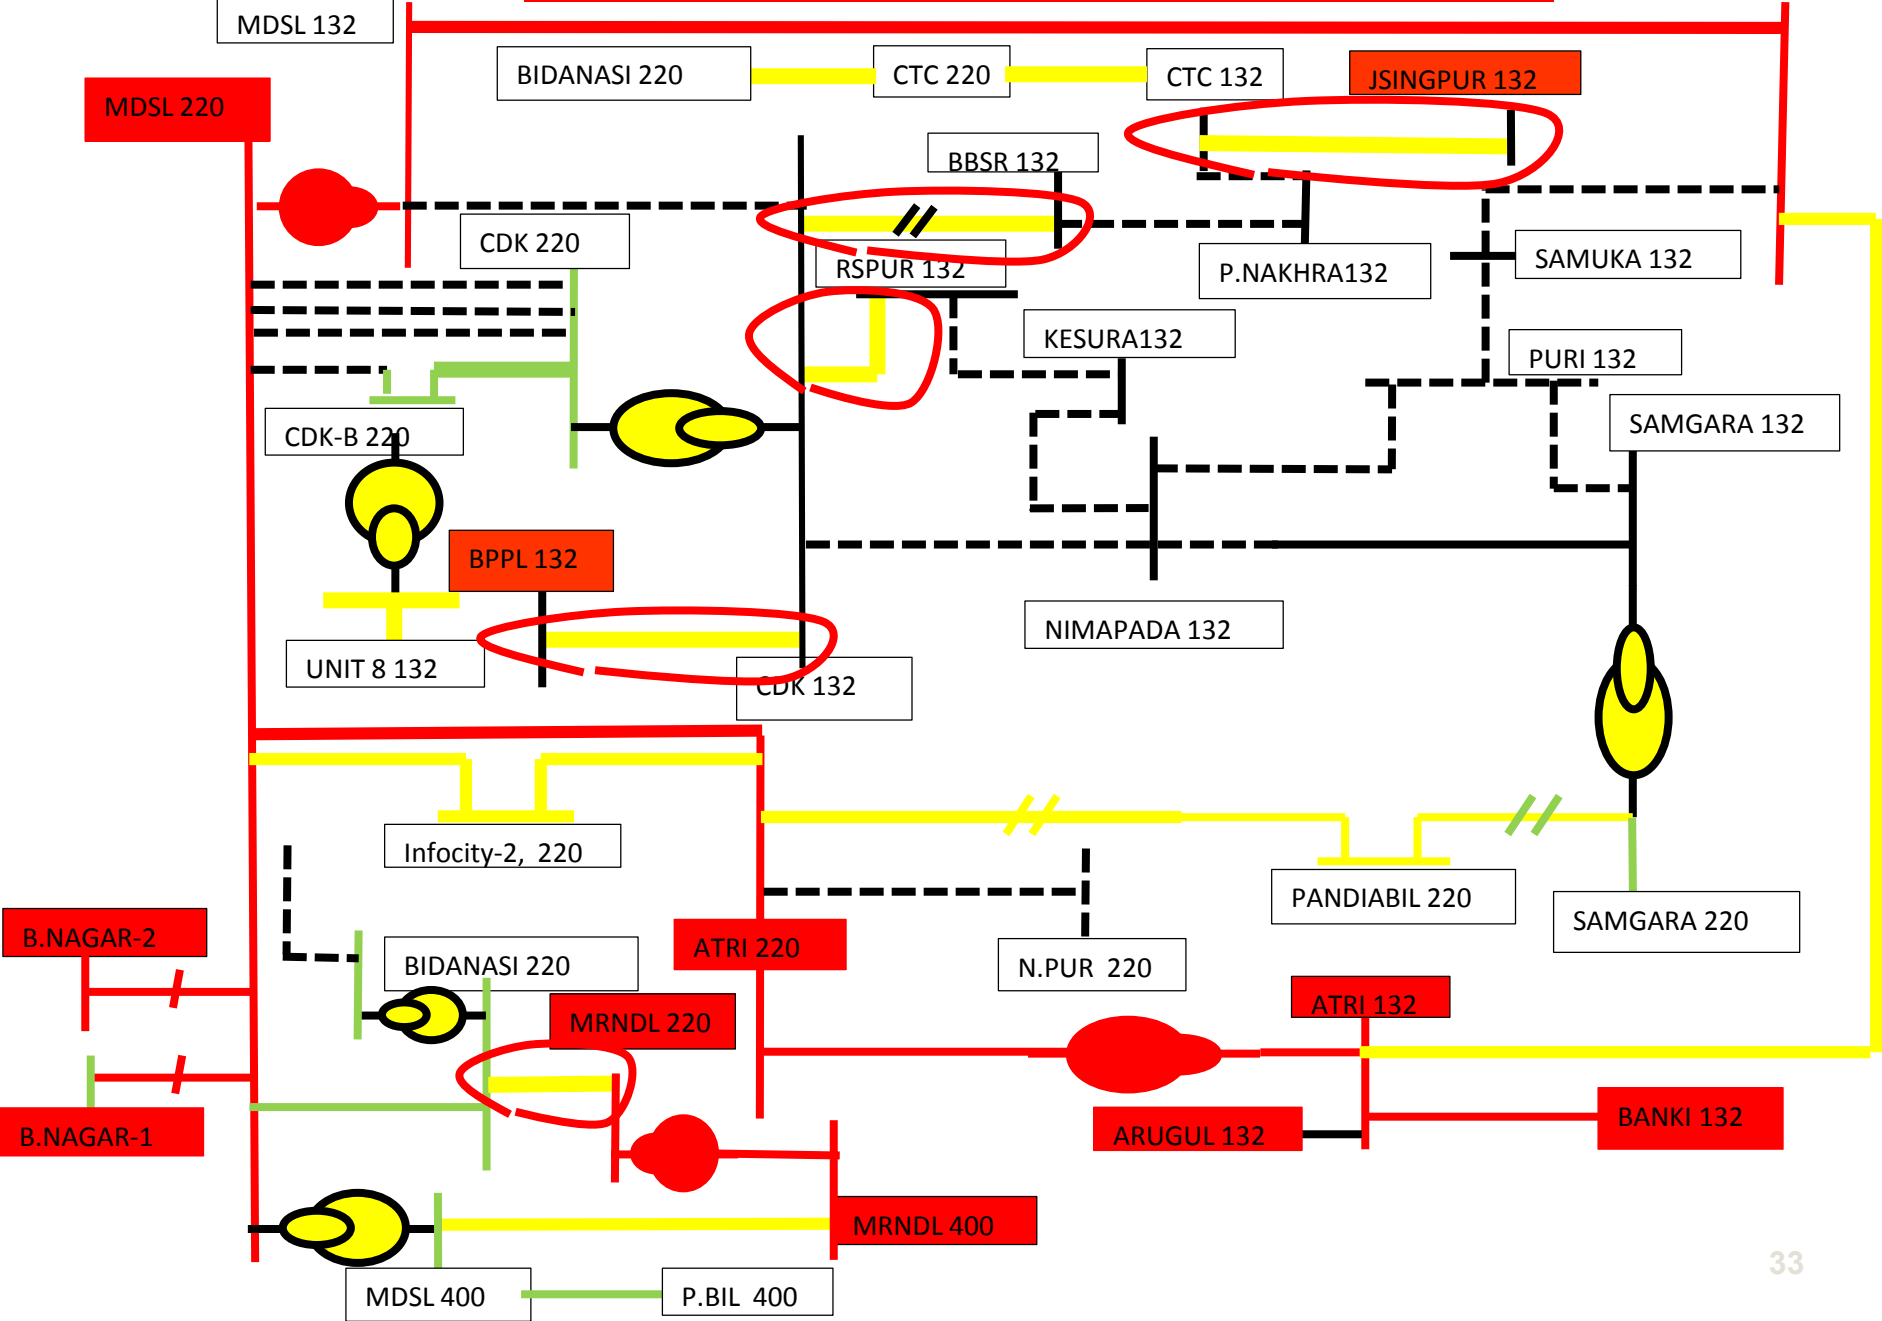 MDSL 132
BIDANASI 220
CTC 220
CTC 132
JSINGPUR 132
MDSL 220
BBSR 132
CDK 220
RSPUR 132
P.NAKHRA132
SAMUKA 132
KESURA132
PURI 132
CDK-B 220
SAMGARA 132
BPPL 132
NIMAPADA 132
UNIT 8 132
CDK 132
Infocity-2, 220
PANDIABIL 220
SAMGARA 220
B.NAGAR-2
BIDANASI 220
ATRI 220
N.PUR 220
MRNDL 220
ATRI 132
B.NAGAR-1
ARUGUL 132
BANKI 132
MRNDL 400
MDSL 400
P.BIL 400
33